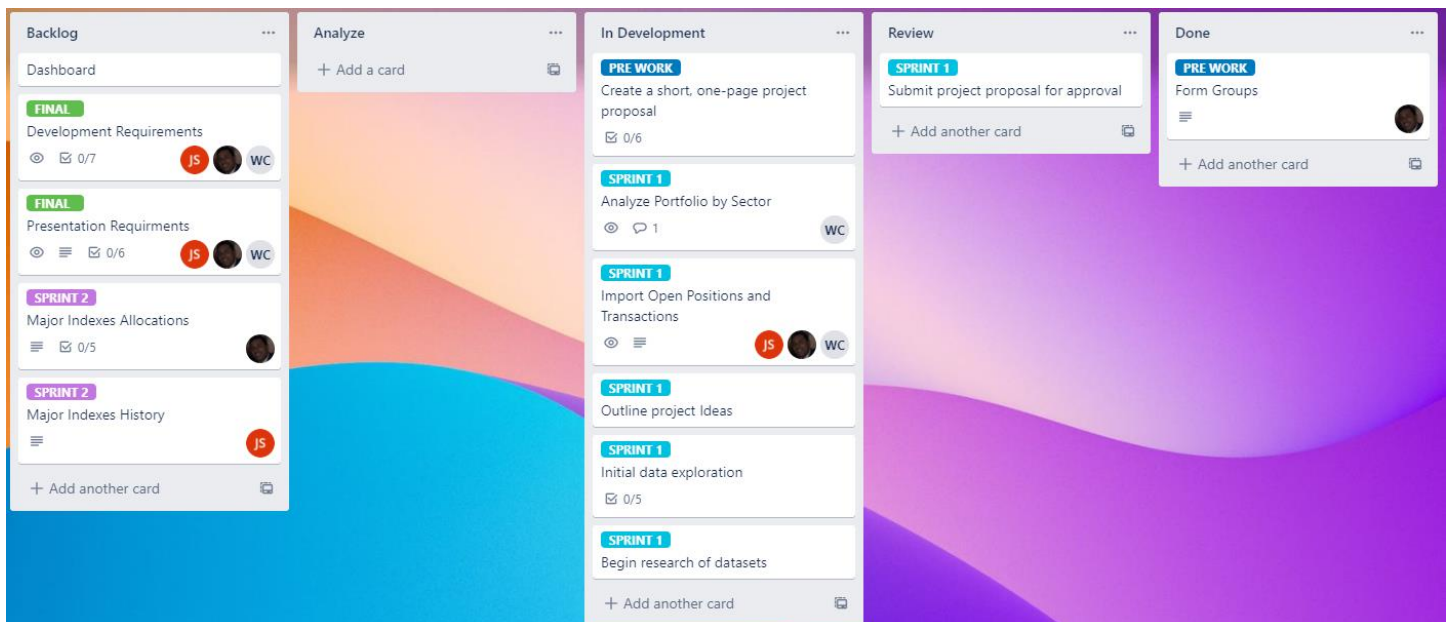 Backlog
Dashboard
FINAL
Development Requirements
0/7
JS
WC
FINAL
Presentation Requirments
0/6
JS
WC
SPRINT 2
Major Indexes Allocations
0/5
SPRINT 2
Major Indexes History
JS
+ Add another card
Analyze
+ Add a card
In Development
PRE WORK
Create a short, one-page project
proposal
0/6
SPRINT 1
Analyze Portfolio by Sector
1
WC
SPRINT 1
Import Open Positions and
Transactions
JS
WC
SPRINT 1
Outline project Ideas
SPRINT 1
Initial data exploration
0/5
SPRINT 1
Begin research of datasets
+ Add another card
Review
SPRINT 1
Submit project proposal for approval
+ Add another card
Done
PRE WORK
Form Groups
+ Add another card